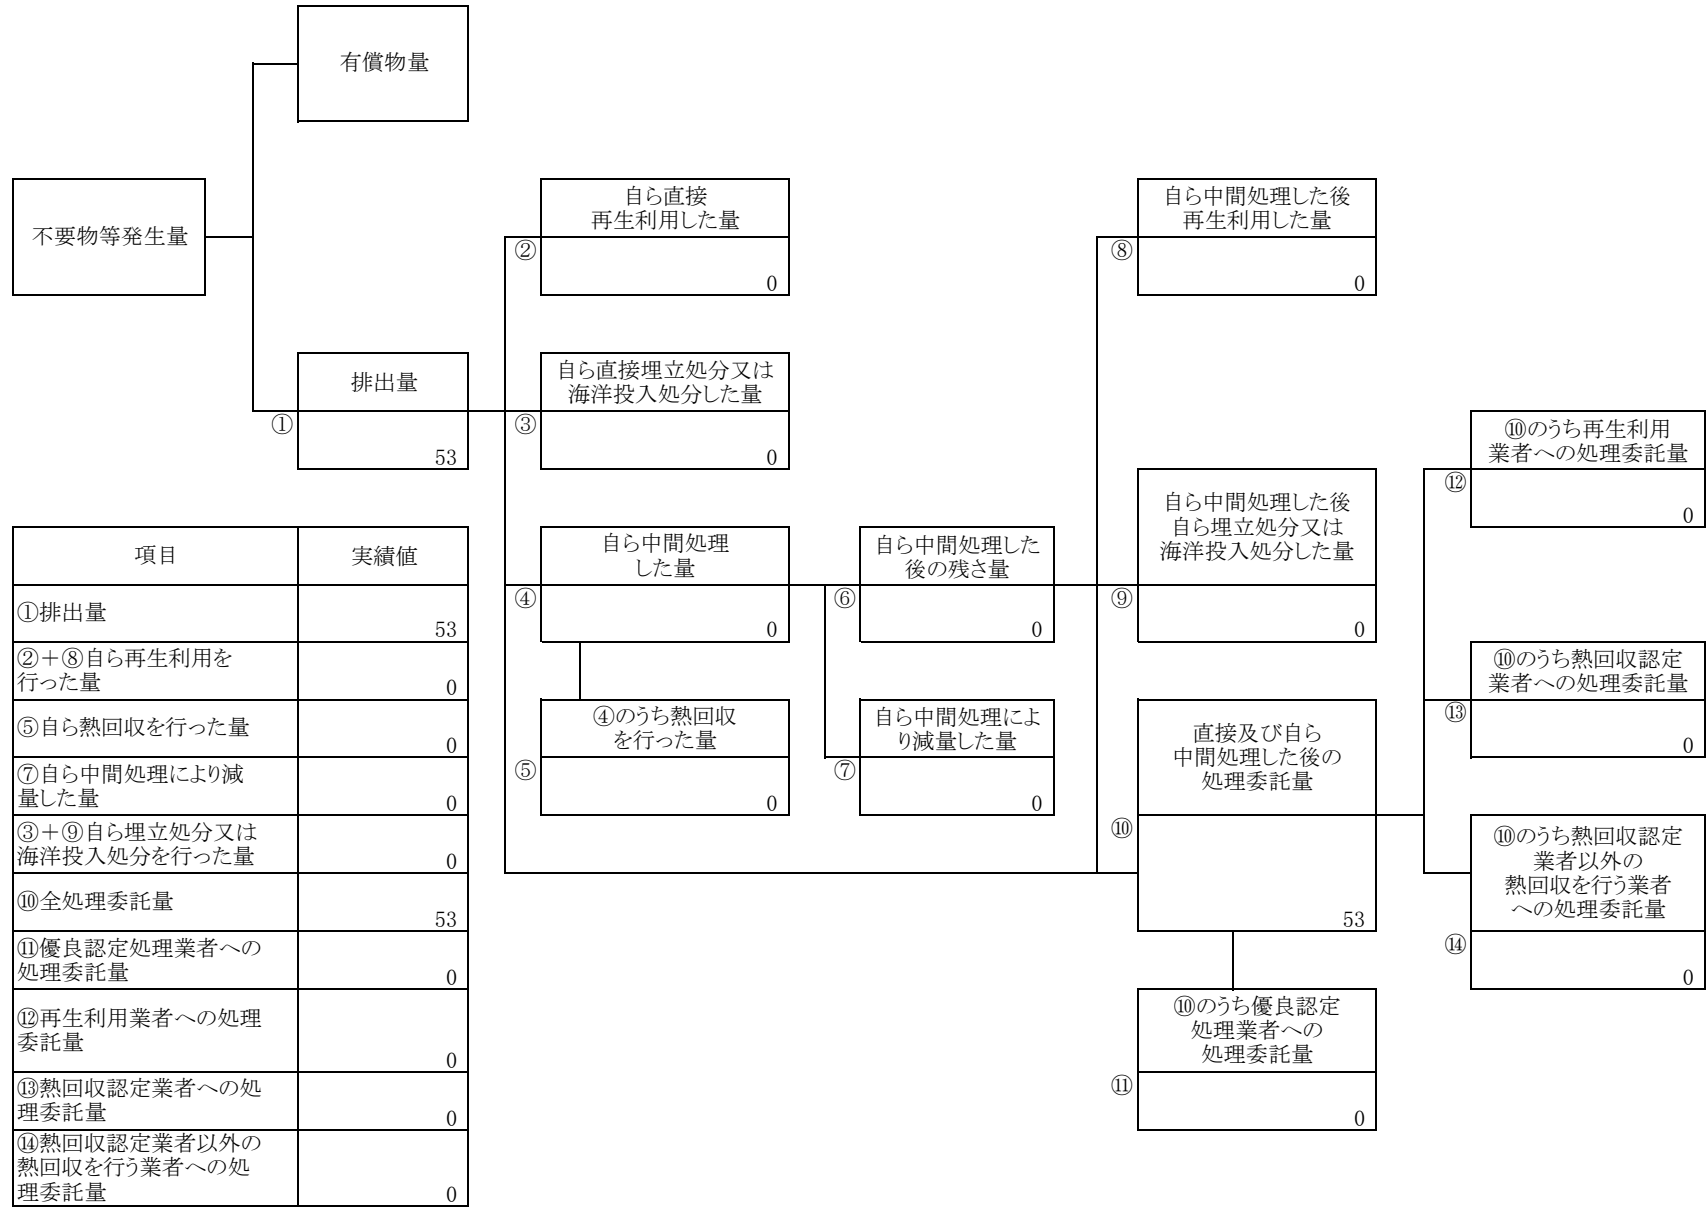 有償物量
不要物等発生量
自ら直接
再生利用した量
②
0
自ら中間処理した後
再生利用した量
⑧
0
排出量
①
53
自ら直接埋立処分又は
海洋投入処分した量
③
0
⑩のうち再生利用
業者への処理委託量
⑫
0
自ら中間処理
した量
④
0
自ら中間処理した
後の残さ量
⑥
0
自ら中間処理した後
自ら埋立処分又は
海洋投入処分した量
⑨
0
⑩のうち熱回収認定
業者への処理委託量
⑬
0
④のうち熱回収
を行った量
⑤
0
自ら中間処理によ
り減量した量
⑦
0
直接及び自ら
中間処理した後の
処理委託量
⑩
53
⑩のうち熱回収認定
業者以外の
熱回収を行う業者
への処理委託量
⑭
0
⑩のうち優良認定
処理業者への
処理委託量
⑪
0
項目 実績値
①排出量
53
②＋⑧自ら再生利用を
行った量
0
⑤自ら熱回収を行った量
0
⑦自ら中間処理により減
量した量
0
③＋⑨自ら埋立処分又は
海洋投入処分を行った量
0
⑩全処理委託量
53
⑪優良認定処理業者への
処理委託量
0
⑫再生利用業者への処理
委託量
0
⑬熱回収認定業者への処
理委託量
0
⑭熱回収認定業者以外の
熱回収を行う業者への処
理委託量
0